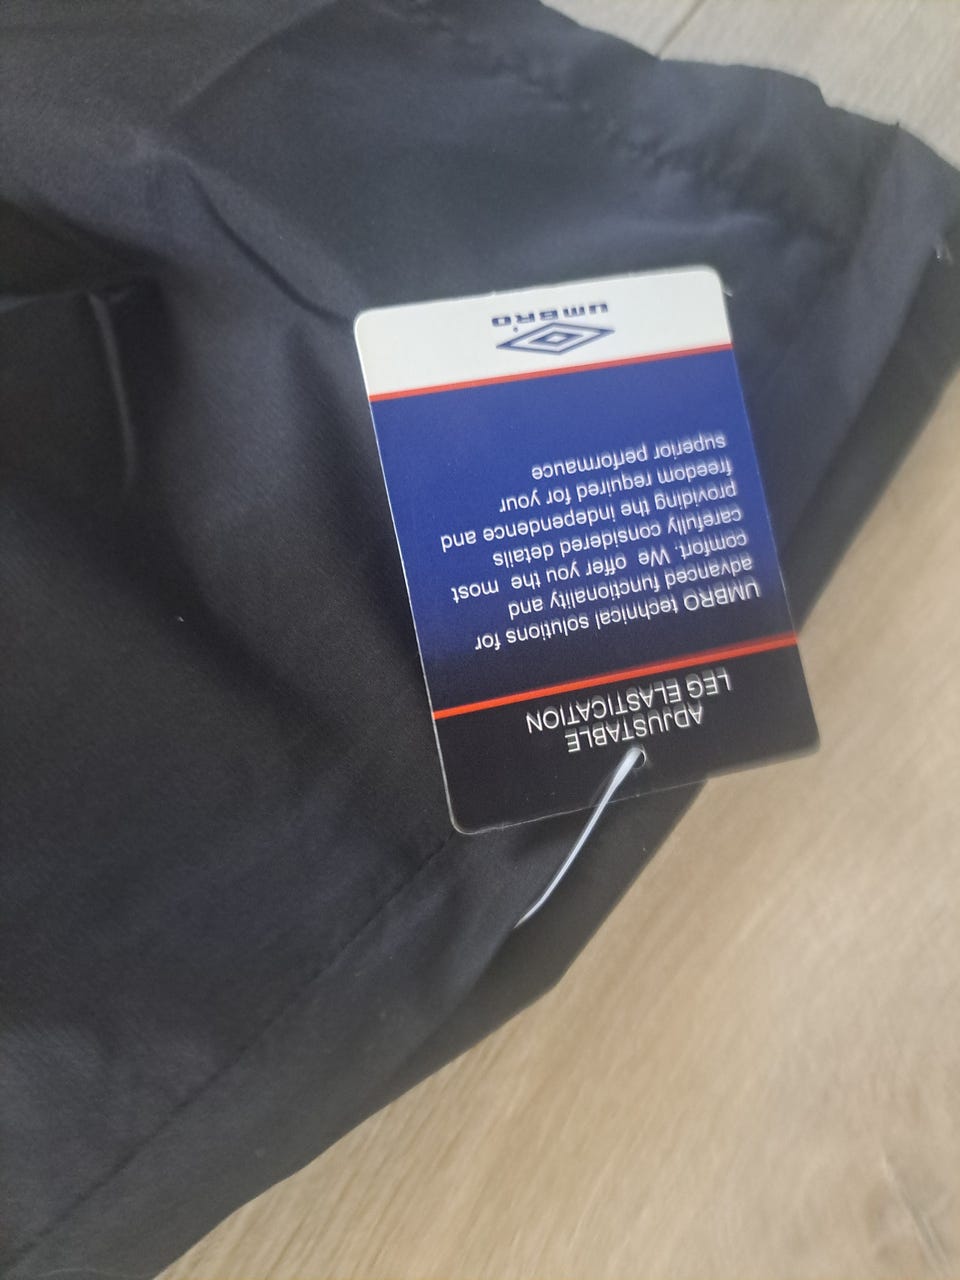 ADJUSTABLE
LEG ELASTICATION
UMBRO technical solutions for
advanced functionality and
comfort. We offer you the most
carefully considered details
providing the independence and
freedom required for your
superior performauce
UMBRO